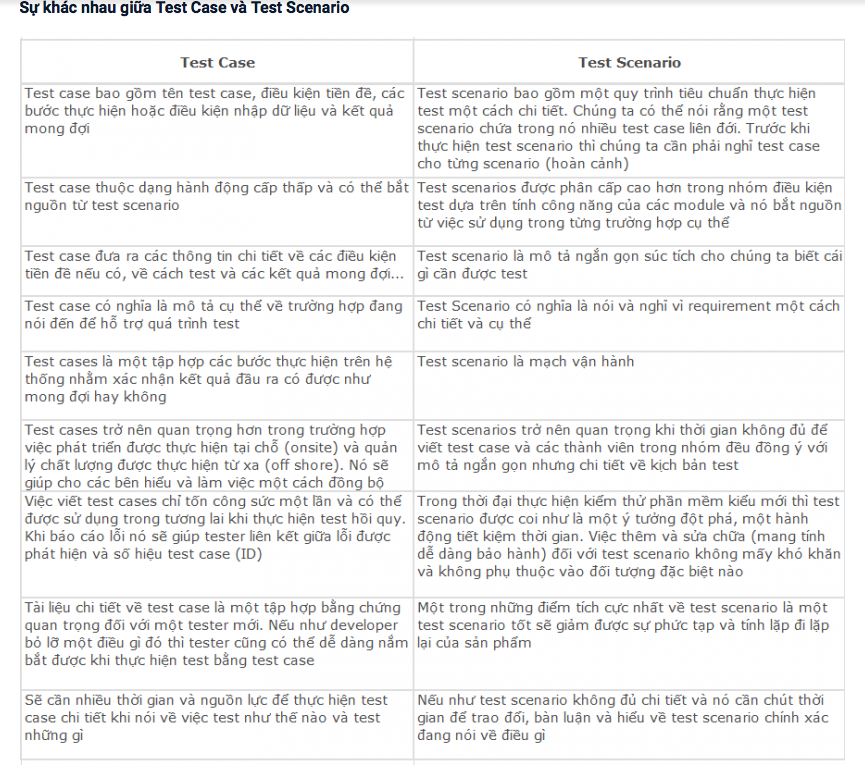 Sự khác nhau giữa Test Case và Test Scenario
Test Case
Test Scenario
Test case bao gồm tên test case, điều kiện tiền đề, các
bước thực hiện hoặc điều kiện nhập dữ liệu và kết quả
mong đợi
Test scenario bao gồm một quy trình tiêu chuẩn thực hiện
test một cách chi tiết. Chúng ta có thể nói rằng một test
scenario chứa trong nó nhiều test case liên đới. Trước khi
thực hiện test scenario thì chúng ta cần phải nghĩ test case
cho từng scenario (hoàn cảnh)
Test case thuộc dạng hành động cấp thấp và có thể bắt
nguồn từ test scenario
Test scenarios được phân cấp cao hơn trong nhóm điều kiện
test dựa trên tính công năng của các module và nó bắt nguồn
từ việc sử dụng trong từng trường hợp cụ thể
Test case đưa ra các thông tin chi tiết về các điều kiện
tiền đề nếu có, về cách test và các kết quả mong đợi...
Test scenario là mô tả ngắn gọn súc tích cho chúng ta biết cái
gì cần được test
Test case có nghĩa là mô tả cụ thể về trường hợp đang
nói đến để hỗ trợ quá trình test
Test Scenario có nghĩa là nói và nghĩ vì requirement một cách
chi tiết và cụ thể
Test cases là một tập hợp các bước thực hiện trên hệ
thống nhằm xác nhận kết quả đầu ra có được như
mong đợi hay không
Test scenario là mạch vận hành
Test cases trở nên quan trọng hơn trong trường hợp
việc phát triển được thực hiện tại chỗ (onsite) và quản
lý chất lượng được thực hiện từ xa (off shore). Nó sẽ
giúp cho các bên hiểu và làm việc một cách đồng bộ
Test scenarios trở nên quan trọng khi thời gian không đủ để
viết test case và các thành viên trong nhóm đều đồng ý với
mô tả ngắn gọn nhưng chi tiết về kịch bản test
Việc viết test cases chỉ tốn công sức một lần và có thể
được sử dụng trong tương lai khi thực hiện test hồi quy.
Khi báo cáo lỗi nó sẽ giúp tester liên kết giữa lỗi được
phát hiện và số hiệu test case (ID)
Trong thời đại thực hiện kiểm thử phần mềm kiểu mới thì test
scenario được coi như là một ý tưởng đột phá, một hành
động tiết kiệm thời gian. Việc thêm và sửa chữa (mang tính
dễ dàng bảo hành) đối với test scenario không mấy khó khăn
và không phụ thuộc vào đối tượng đặc biệt nào
Tài liệu chi tiết về test case là một tập hợp bằng chứng
quan trọng đối với một tester mới. Nếu như developer
bỏ lỡ một điều gì đó thì tester cũng có thể dễ dàng nắm
bắt được khi thực hiện test bằng test case
Một trong những điểm tích cực nhất về test scenario là một
test scenario tốt sẽ giảm được sự phức tạp và tính lặp đi lặp
lại của sản phẩm
Sẽ cần nhiều thời gian và nguồn lực để thực hiện test
case chi tiết khi nói về việc test như thế nào và test
những gì
Nếu như test scenario không đủ chi tiết và nó cần chút thời
gian để trao đổi, bàn luận và hiểu về test scenario chính xác
đang nói về điều gì